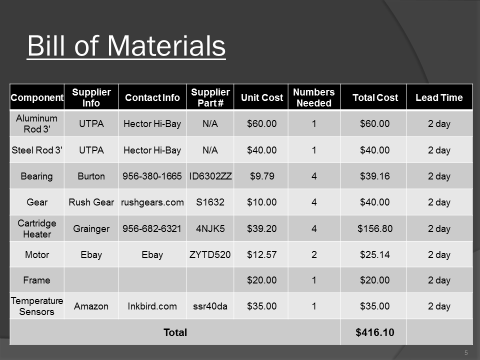 Bill of Materials
Component Supplier Info Contact Info Supplier Part # Unit Cost Numbers Needed Total Cost Lead Time
Aluminum Rod 3' UTPA Hector Hi-Bay N/A $60.00 1 $60.00 2 day
Steel Rod 3' UTPA Hector Hi-Bay N/A $40.00 1 $40.00 2 day
Bearing Burton 956-380-1665 ID6302ZZ $9.79 4 $39.16 2 day
Gear Rush Gear rushgears.com S1632 $10.00 4 $40.00 2 day
Cartridge Heater Grainger 956-682-6321 4NJK5 $39.20 4 $156.80 2 day
Motor Ebay Ebay ZYTD520 $12.57 2 $25.14 2 day
Frame $20.00 1 $20.00 2 day
Temperature Sensors Amazon Inkbird.com ssr40da $35.00 1 $35.00 2 day
Total $416.10
5